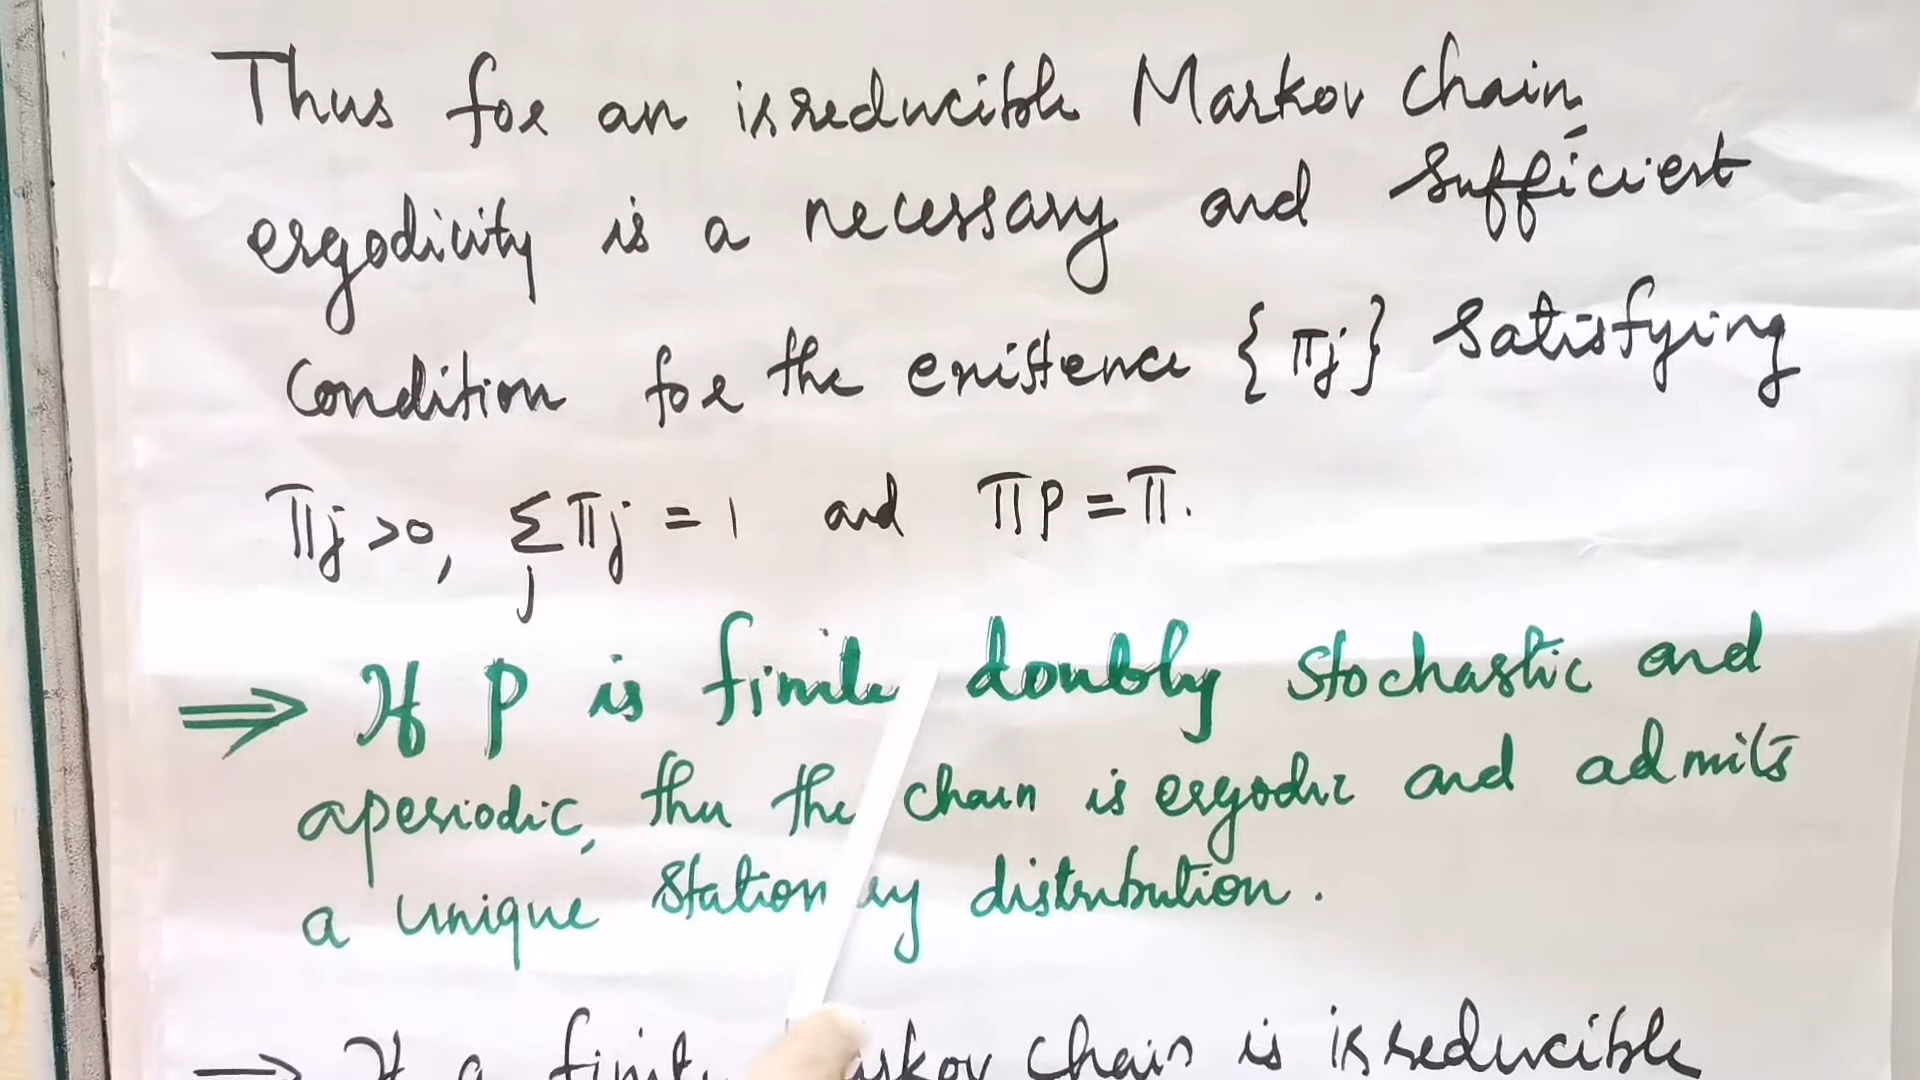 Thus for an irreducible Markov chain,
ergodicity is a necessary and sufficient
condition for the existence {πj} satisfying
πj >0, Σj πj = 1 and πP = π.
⇒ If P is finite doubly stochastic and
aperiodic, then the chain is ergodic and admits
a unique distribution.
→ If a chain is irreducible